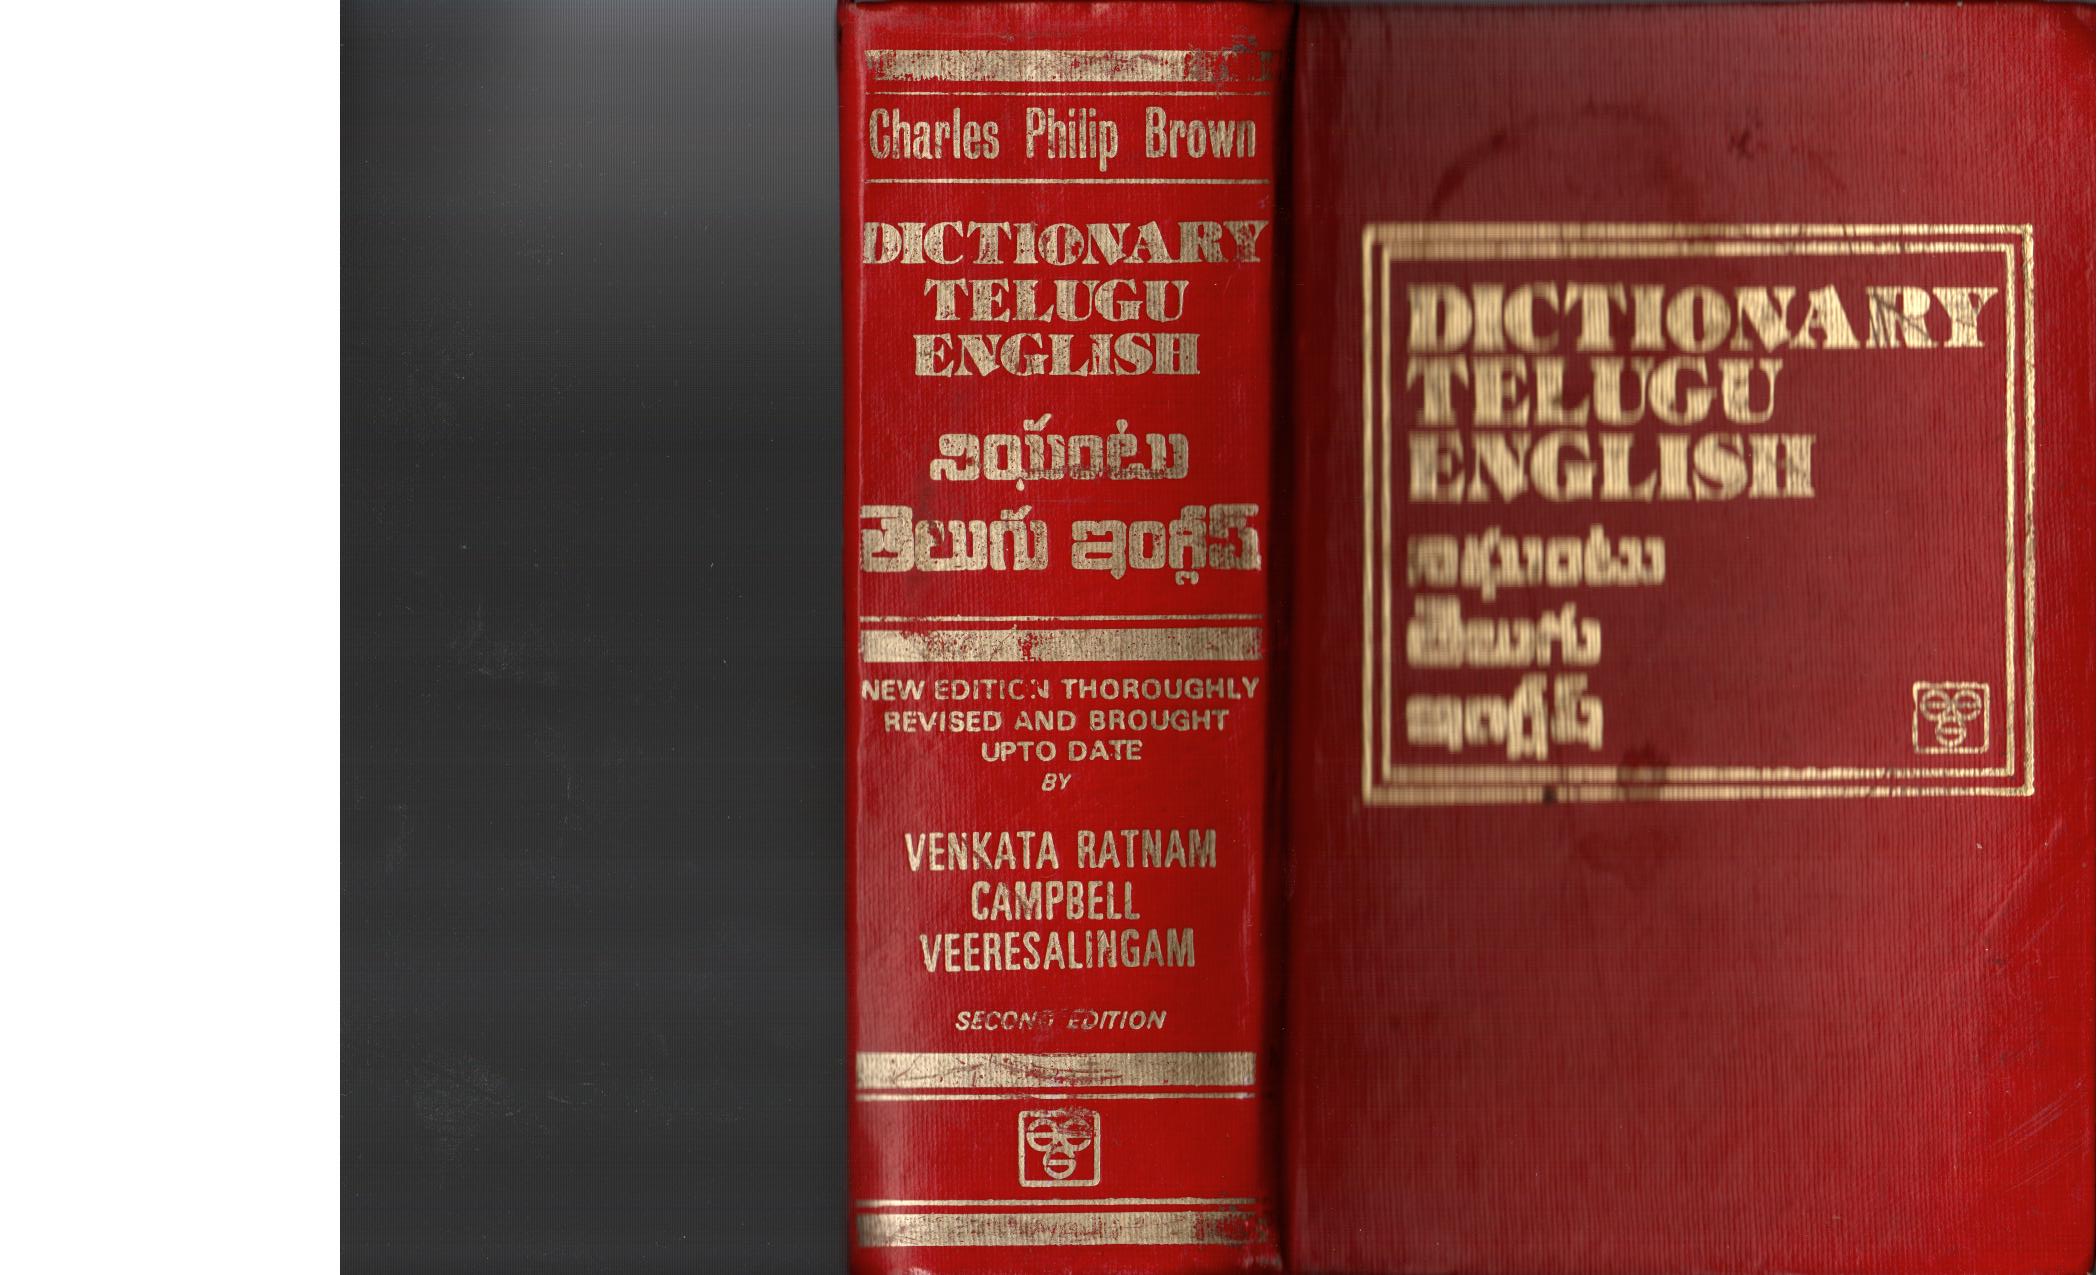 Charles Philip Brown
DICTIONARY
TELUGU
ENGLISH
నిఘంటు
తెలుగు ఇంగ్లీష్
NEW EDITION THOROUGHLY
REVISED AND BROUGHT
UPTO DATE
BY
VENKATA RATNAM
CAMPBELL
VEERESALINGAM
SECOND EDITION
DICTIONARY
TELUGU
ENGLISH
నిఘంటు
తెలుగు
ఇంగ్లీష్